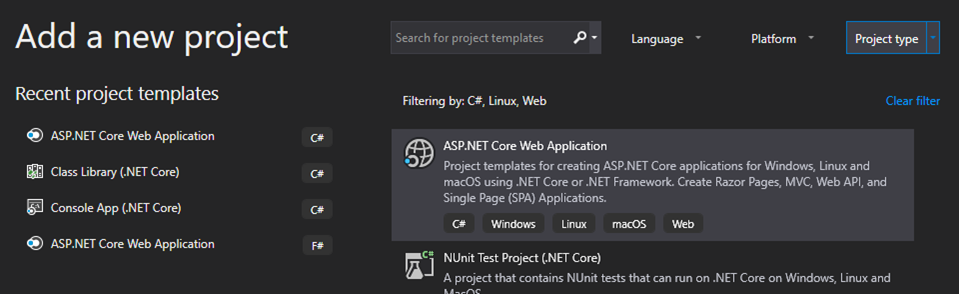 Add a new project
Search for project templates
Language
Platform
Project type
Recent project templates
ASP.NET Core Web Application
C#
Class Library (.NET Core)
C#
Console App (.NET Core)
C#
ASP.NET Core Web Application
F#
Filtering by: C#, Linux, Web
Clear filter
ASP.NET Core Web Application
Project templates for creating ASP.NET Core applications for Windows, Linux and
macOS using .NET Core or .NET Framework. Create Razor Pages, MVC, Web API, and
Single Page (SPA) Applications.
C#
Windows
Linux
macOS
Web
C#
NUnit Test Project (.NET Core)
A project that contains NUnit tests that can run on .NET Core on Windows, Linux and
MacOS.